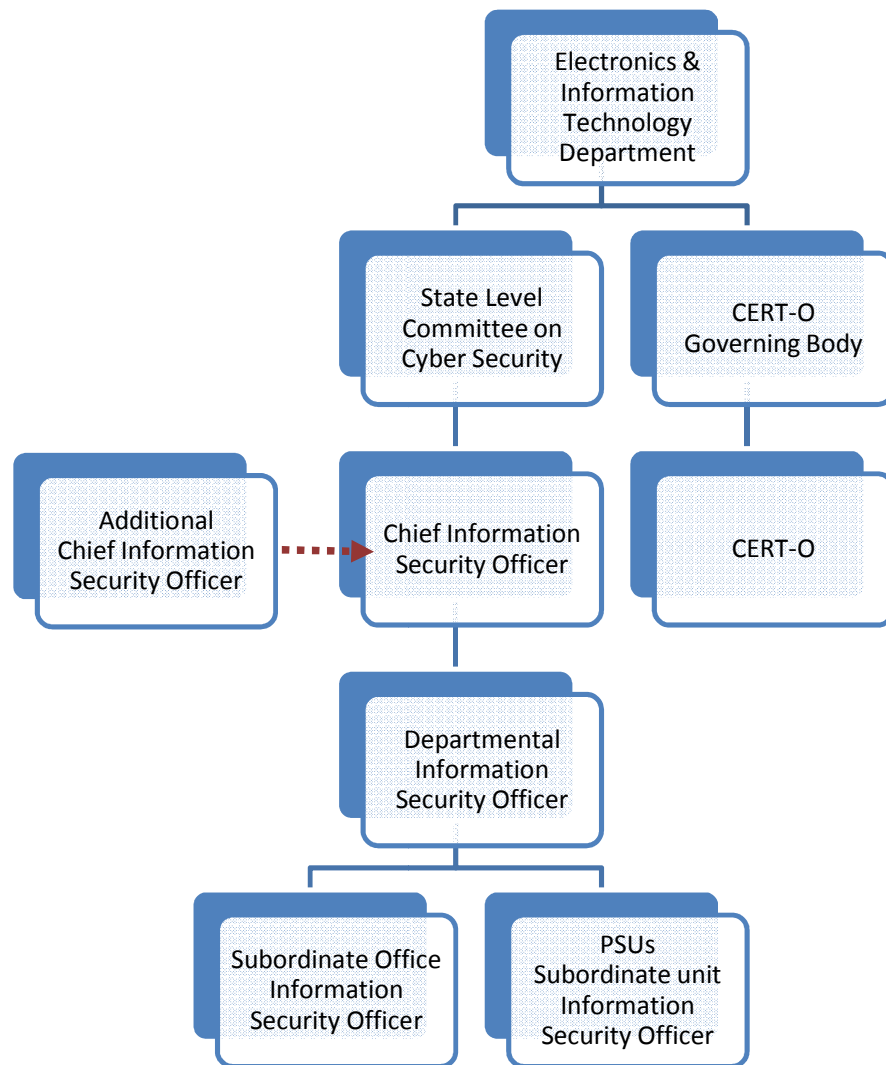 Electronics &
Information
Technology
Department
State Level
Committee on
Cyber Security
CERT-O
Governing Body
Additional
Chief Information
Security Officer
Chief Information
Security Officer
CERT-O
Departmental
Information
Security Officer
Subordinate Office
Information
Security Officer
PSUs
Subordinate unit
Information
Security Officer